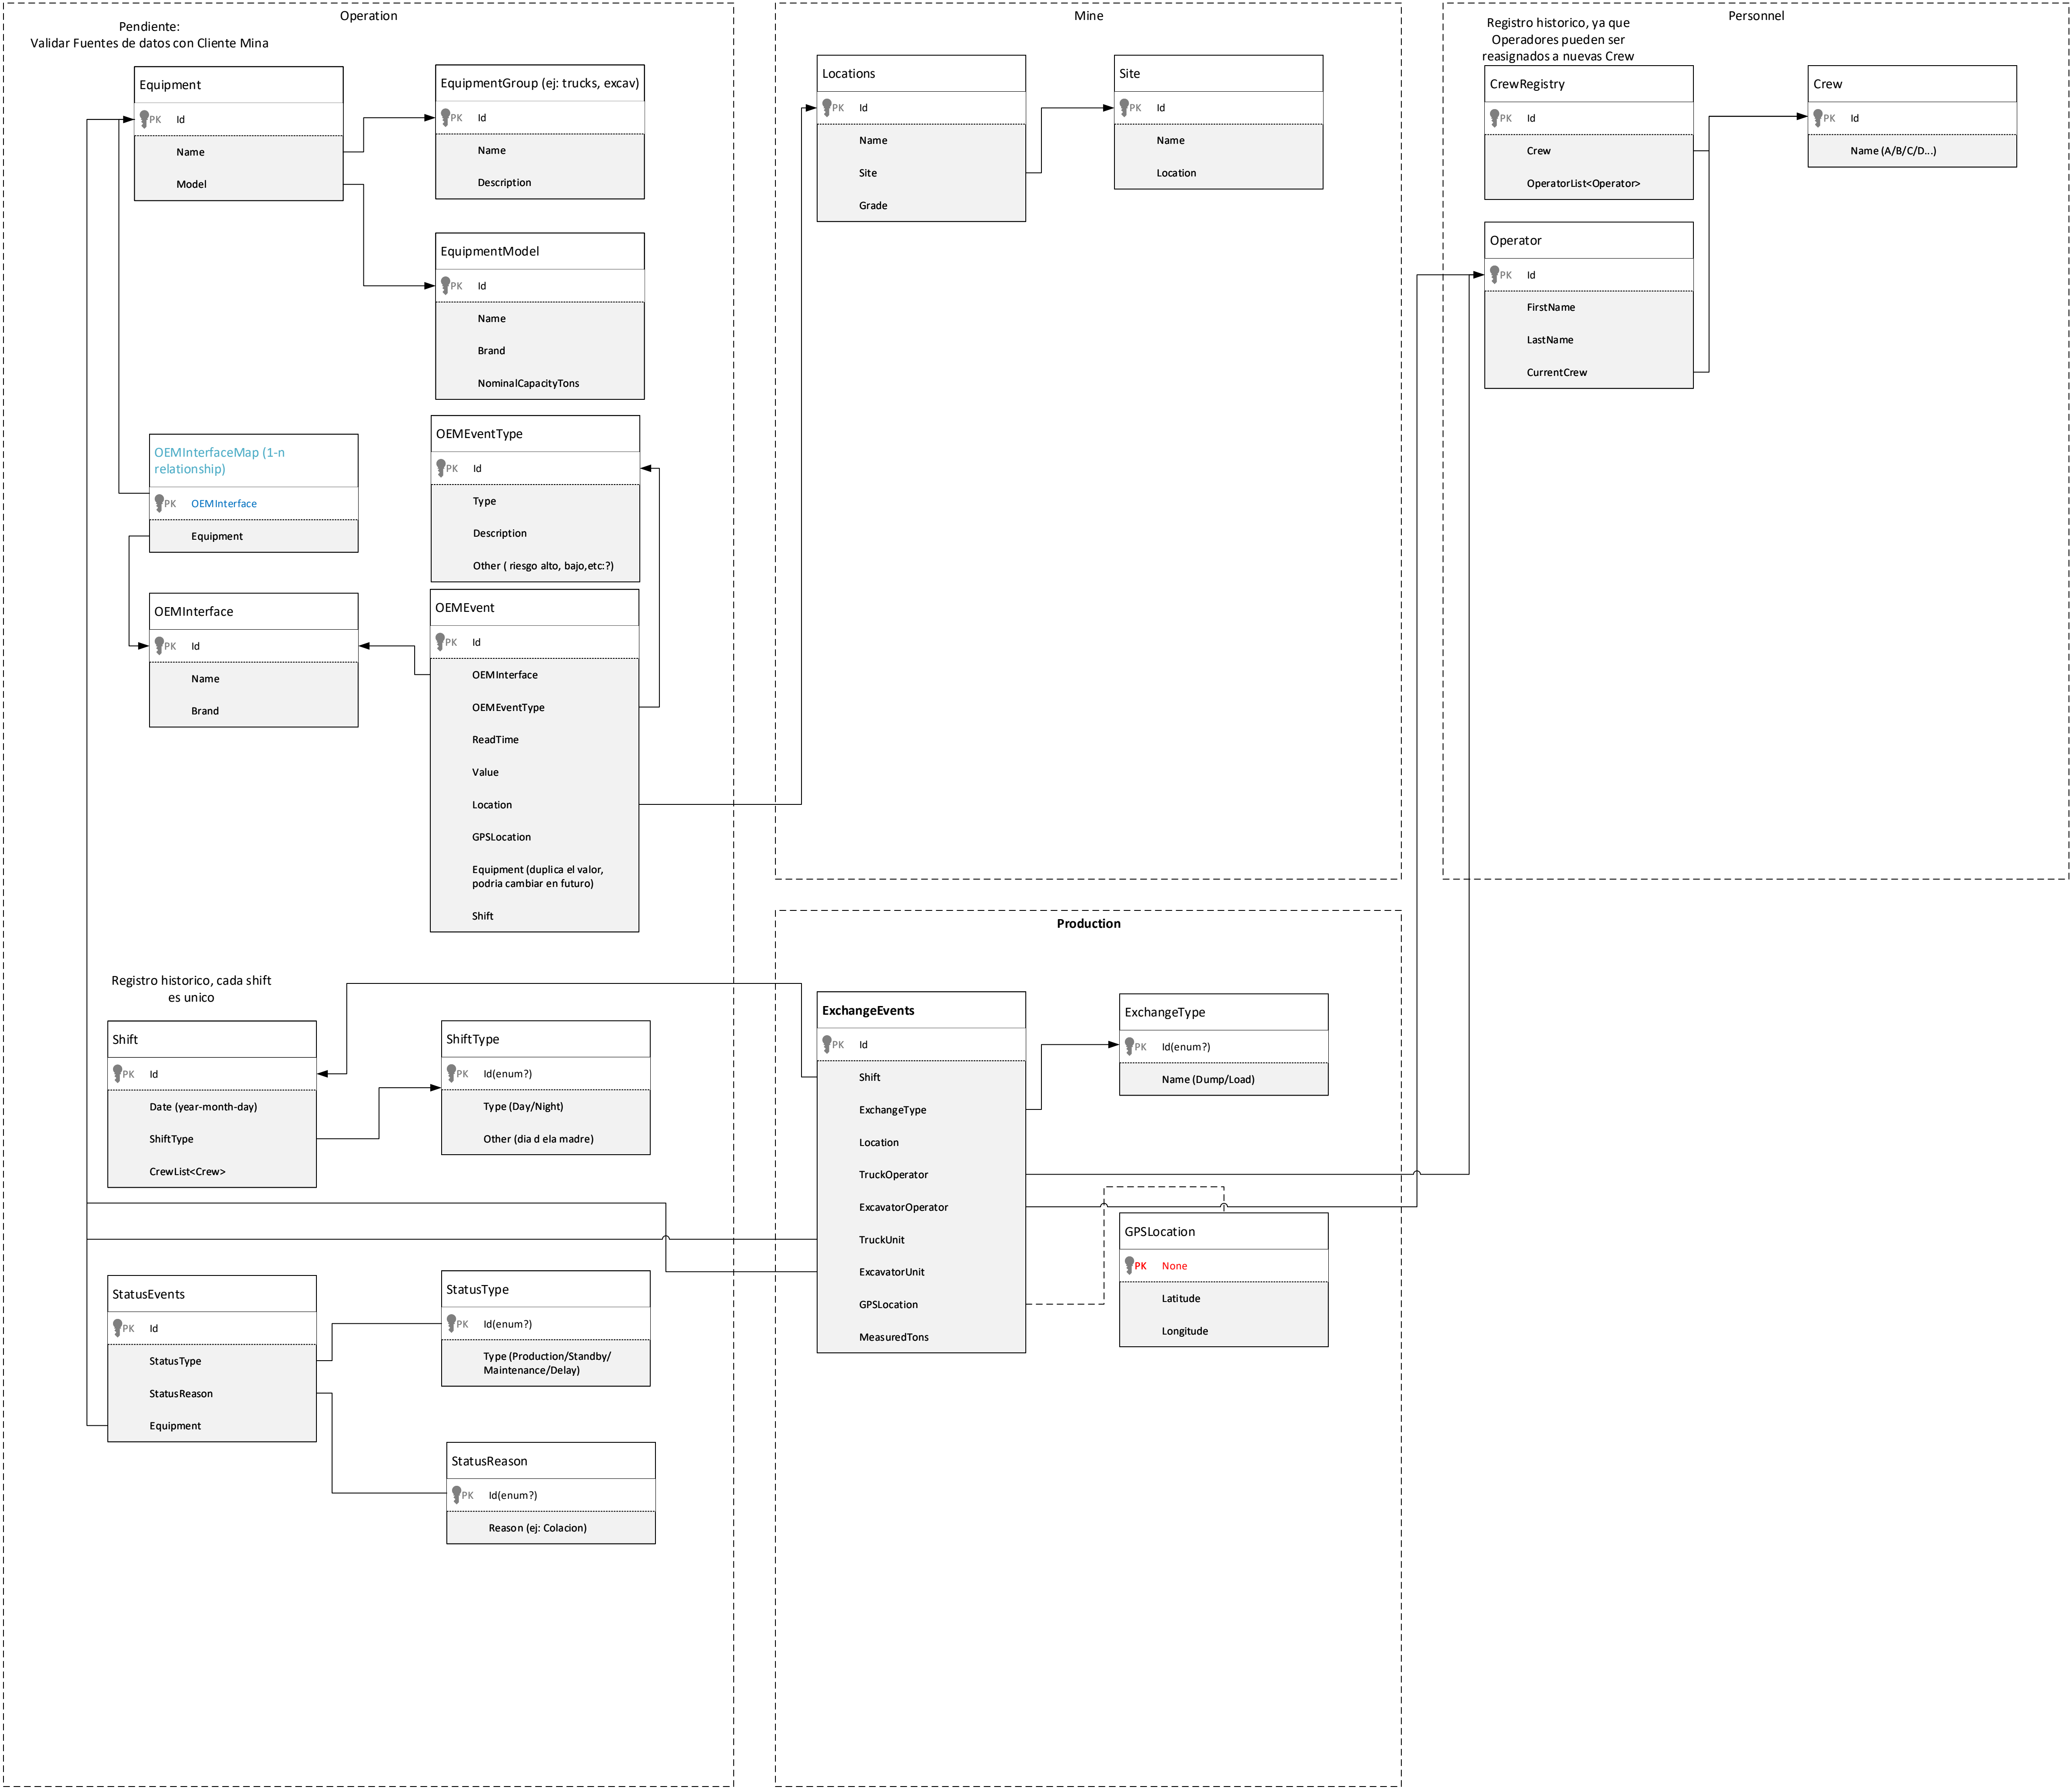 Operation
Pendiente:
Validar Fuentes de datos con Cliente Mina
Equipment
PK Id
Name
Model
EquipmentGroup (ej: trucks, excav)
PK Id
Name
Description
EquipmentModel
PK Id
Name
Brand
NominalCapacityTons
OEMInterfaceMap (1-n
relationship)
PK OEMInterface
Equipment
OEMEventType
PK Id
Type
Description
Other ( riesgo alto, bajo,etc:?)
OEMInterface
PK Id
Name
Brand
OEMEvent
PK Id
OEMInterface
OEMEventType
ReadTime
Value
Location
GPSLocation
Equipment (duplica el valor,
podria cambiar en futuro)
Shift
Registro historico, cada shift
es unico
Shift
PK Id
Date (year-month-day)
ShiftType
CrewList<Crew>
ShiftType
PK Id(enum?)
Type (Day/Night)
Other (dia d ela madre)
StatusEvents
PK Id
StatusType
StatusReason
Equipment
StatusType
PK Id(enum?)
Type (Production/Standby/
Maintenance/Delay)
StatusReason
PK Id(enum?)
Reason (ej: Colacion)
Mine
Locations
PK Id
Name
Site
Grade
Site
PK Id
Name
Location
Personnel
Registro historico, ya que
Operadores pueden ser
reasignados a nuevas Crew
CrewRegistry
PK Id
Crew
OperatorList<Operator>
Crew
PK Id
Name (A/B/C/D...)
Operator
PK Id
FirstName
LastName
CurrentCrew
Production
ExchangeEvents
PK Id
Shift
ExchangeType
Location
TruckOperator
ExcavatorOperator
TruckUnit
ExcavatorUnit
GPSLocation
MeasuredTons
ExchangeType
PK Id(enum?)
Name (Dump/Load)
GPSLocation
PK None
Latitude
Longitude